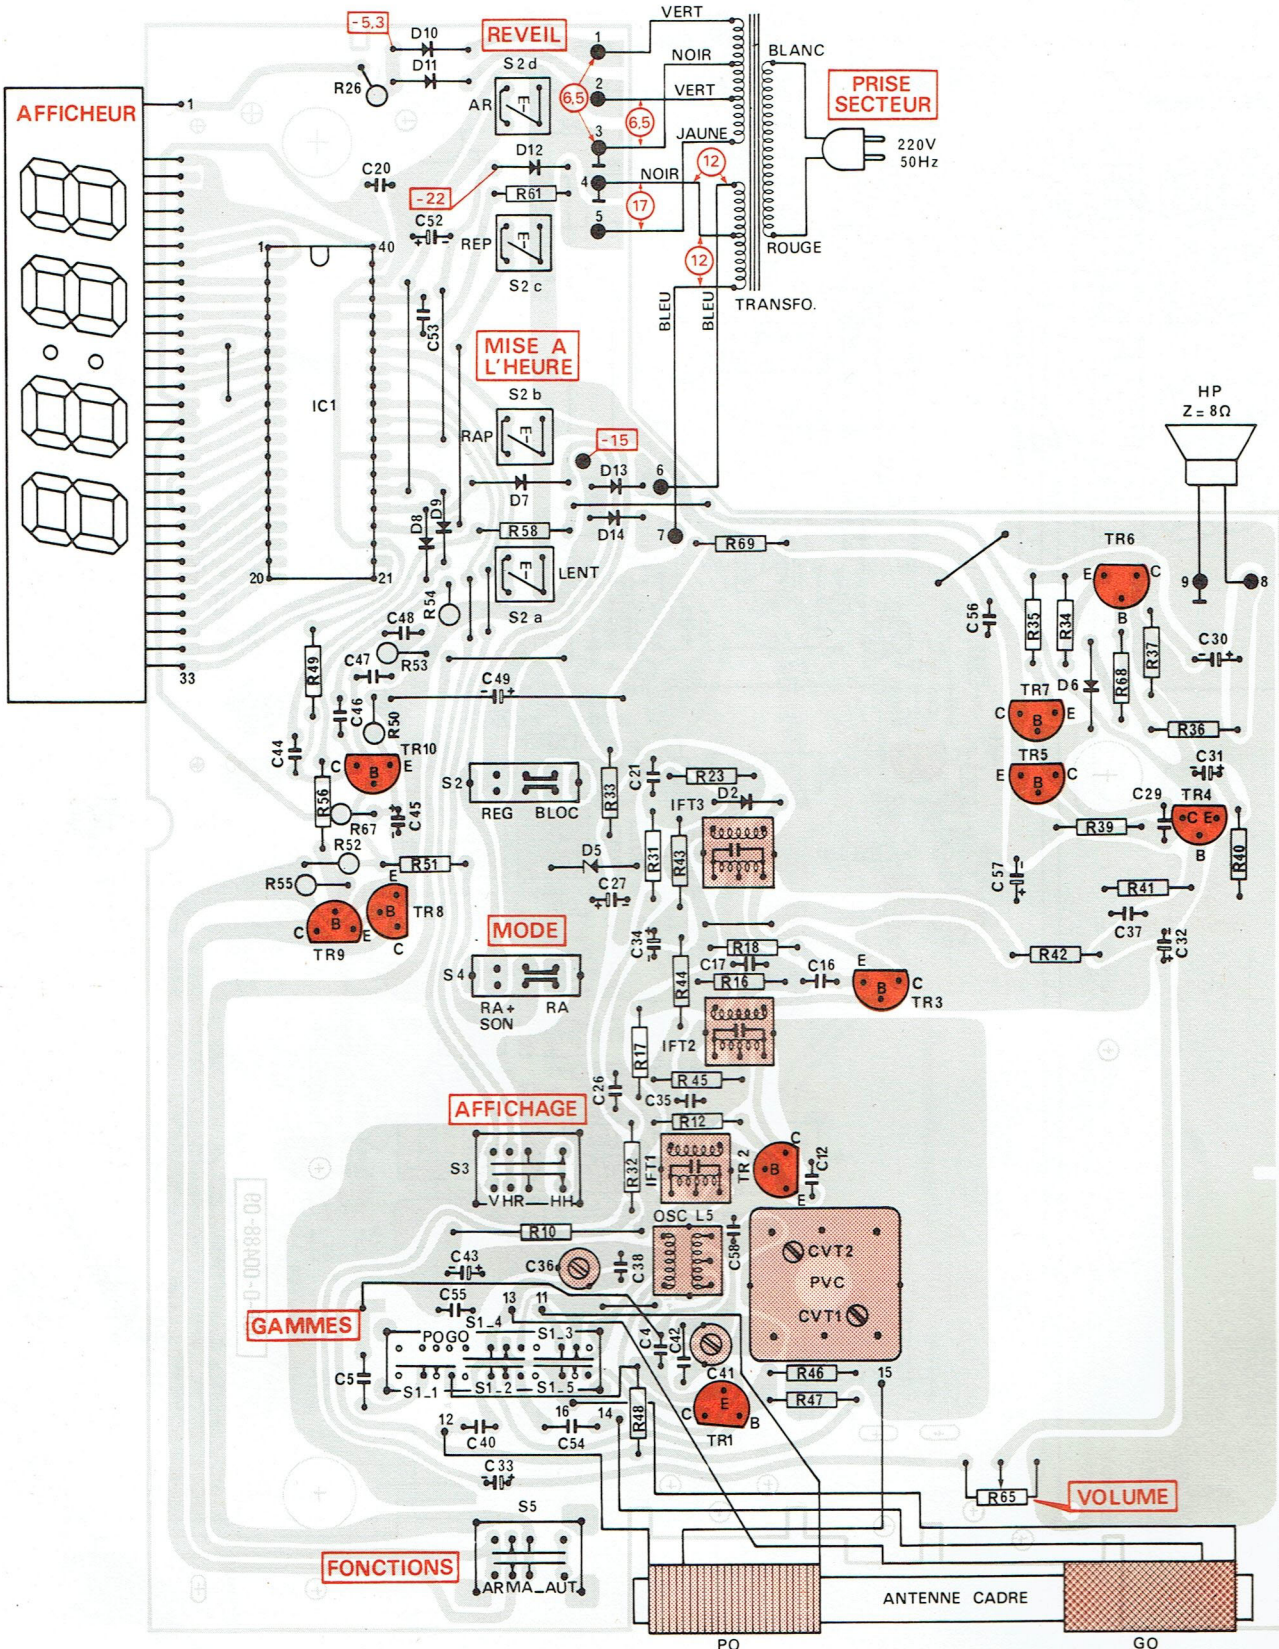 -5,3
D10
REVEIL
VERT
1
D11
S2d
NOIR
BLANC
R26
PRISE
SECTEUR
AFFICHEUR
1
AR
6,5
2
VERT
6,5
3
JAUNE
220V
50Hz
D12
12
C20
NOIR
4
-22
R61
17
C52
+ -
REP
5
1
40
12
ROUGE
S2c
BLEU
BLEU
TRANSFO.
C53
MISE A
L'HEURE
HP
Z=8Ω
IC1
S2b
RAP
-15
D13
6
D7
D8
D9
D14
7
R58
R69
TR6
E
C
B
20
21
LENT
9
8
R54
S2a
C56
R35
R34
C48
R37
C30
- +
R53
R49
C47
33
C49
- +
D6
R68
C46
R50
TR7
C
B
E
R36
C44
TR10
C
B
E
S2
REG
BLOC
R33
C21
R23
D2
TR5
E
B
C
C31
- +
R56
IFT3
C29
TR4
C E
B
R67
C45
R39
R52
R31
R43
R40
R51
D5
R55
C27
+ -
C57
R41
E
B
C
TR8
C
B
E
TR9
MODE
C34
R18
C37
C32
R44
C17
C16
R42
S4
R16
E
B
C
TR3
RA+
SON
RA
R17
IFT2
C26
R45
C35
AFFICHAGE
R12
S3
VHR
HH
R32
IFT1
TR2
C
B
E
C12
R10
OSC L5
C58
C43
- +
C36
C38
CVT2
PVC
CVT1
0-00488-09
C55
13
11
GAMMES
S1_4
POGO
S1_3
C4
C42
C5
C41
S1_1
S1_2
S1_5
R46
15
R47
12
C40
16
C54
14
R48
C
E
B
TR1
C33
- +
R65
VOLUME
S5
FONCTIONS
ARMA_AUT
ANTENNE CADRE
PO
GO